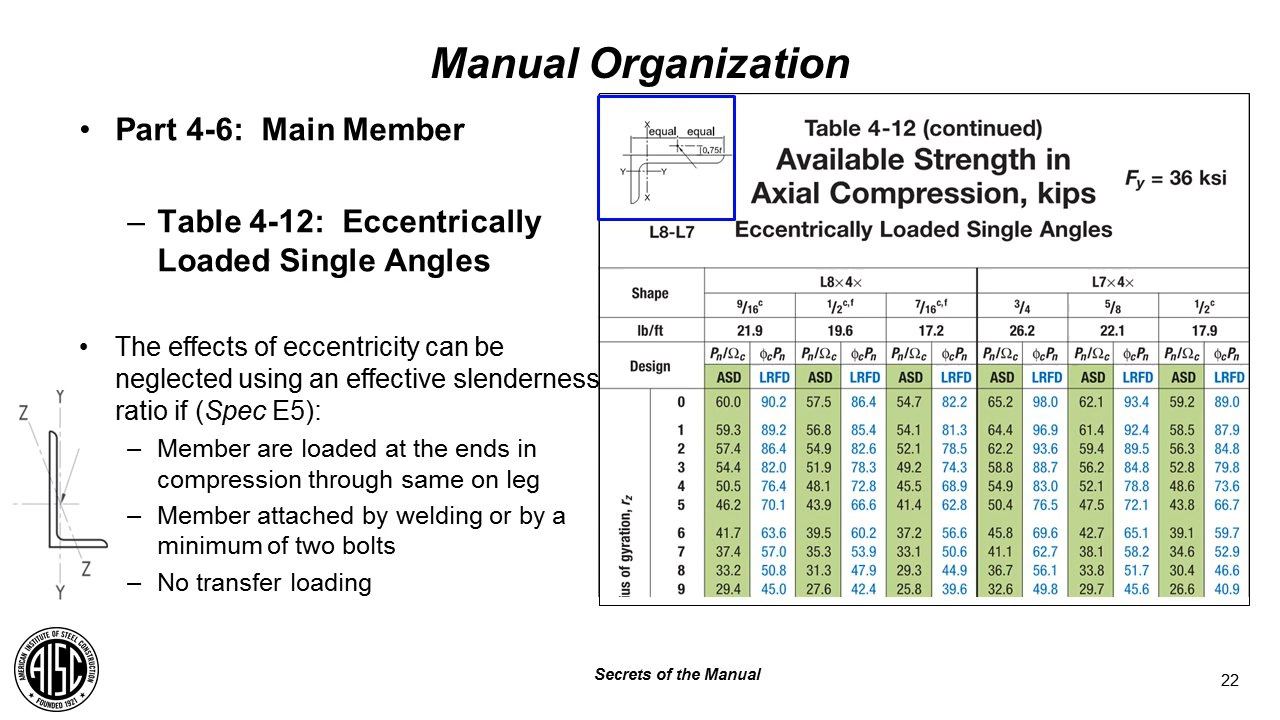 Manual Organization
• Part 4-6: Main Member
– Table 4-12: Eccentrically
Loaded Single Angles
• The effects of eccentricity can be
neglected using an effective slenderness
ratio if (Spec E5):
– Member are loaded at the ends in
compression through same on leg
– Member attached by welding or by a
minimum of two bolts
– No transfer loading
Y
Z
Z
Y
X
equal equal
0.75t
Y Y
X
L8-L7
Table 4-12 (continued)
Available Strength in
Axial Compression, kips
Eccentrically Loaded Single Angles
Fy = 36 ksi
Shape L8×4× L7×4×
9/16c 1/2c,f 7/16c,f 3/4 5/8 1/2c
lb/ft 21.9 19.6 17.2 26.2 22.1 17.9
Design Pn/Ωc ϕcPn Pn/Ωc ϕcPn Pn/Ωc ϕcPn Pn/Ωc ϕcPn Pn/Ωc ϕcPn Pn/Ωc ϕcPn
ASD LRFD ASD LRFD ASD LRFD ASD LRFD ASD LRFD ASD LRFD
0 60.0 90.2 57.5 86.4 54.7 82.2 65.2 98.0 62.1 93.4 59.2 89.0
1 59.3 89.2 56.8 85.4 54.1 81.3 64.4 96.9 61.4 92.4 58.5 87.9
2 57.4 86.4 54.9 82.6 52.1 78.5 62.2 93.6 59.4 89.5 56.3 84.8
3 54.4 82.0 51.9 78.3 49.2 74.3 58.8 88.7 56.2 84.8 52.8 79.8
4 50.5 76.4 48.1 72.8 45.5 68.9 54.9 83.0 52.1 78.8 48.6 73.6
5 46.2 70.1 43.9 66.6 41.4 62.8 50.4 76.5 47.5 72.1 43.8 66.7
6 41.7 63.6 39.5 60.2 37.2 56.6 45.8 69.6 42.7 65.1 39.1 59.7
7 37.4 57.0 35.3 53.9 33.1 50.6 41.1 62.7 38.1 58.2 34.6 52.9
8 33.2 50.8 31.3 47.9 29.3 44.9 36.7 56.1 33.8 51.7 30.4 46.6
9 29.4 45.0 27.6 42.4 25.8 39.6 32.6 49.8 29.7 45.6 26.6 40.9
ius of gyration, rz
AMERICAN INSTITUTE OF STEEL CONSTRUCTION
AISC
FOUNDED 1921
Secrets of the Manual
22